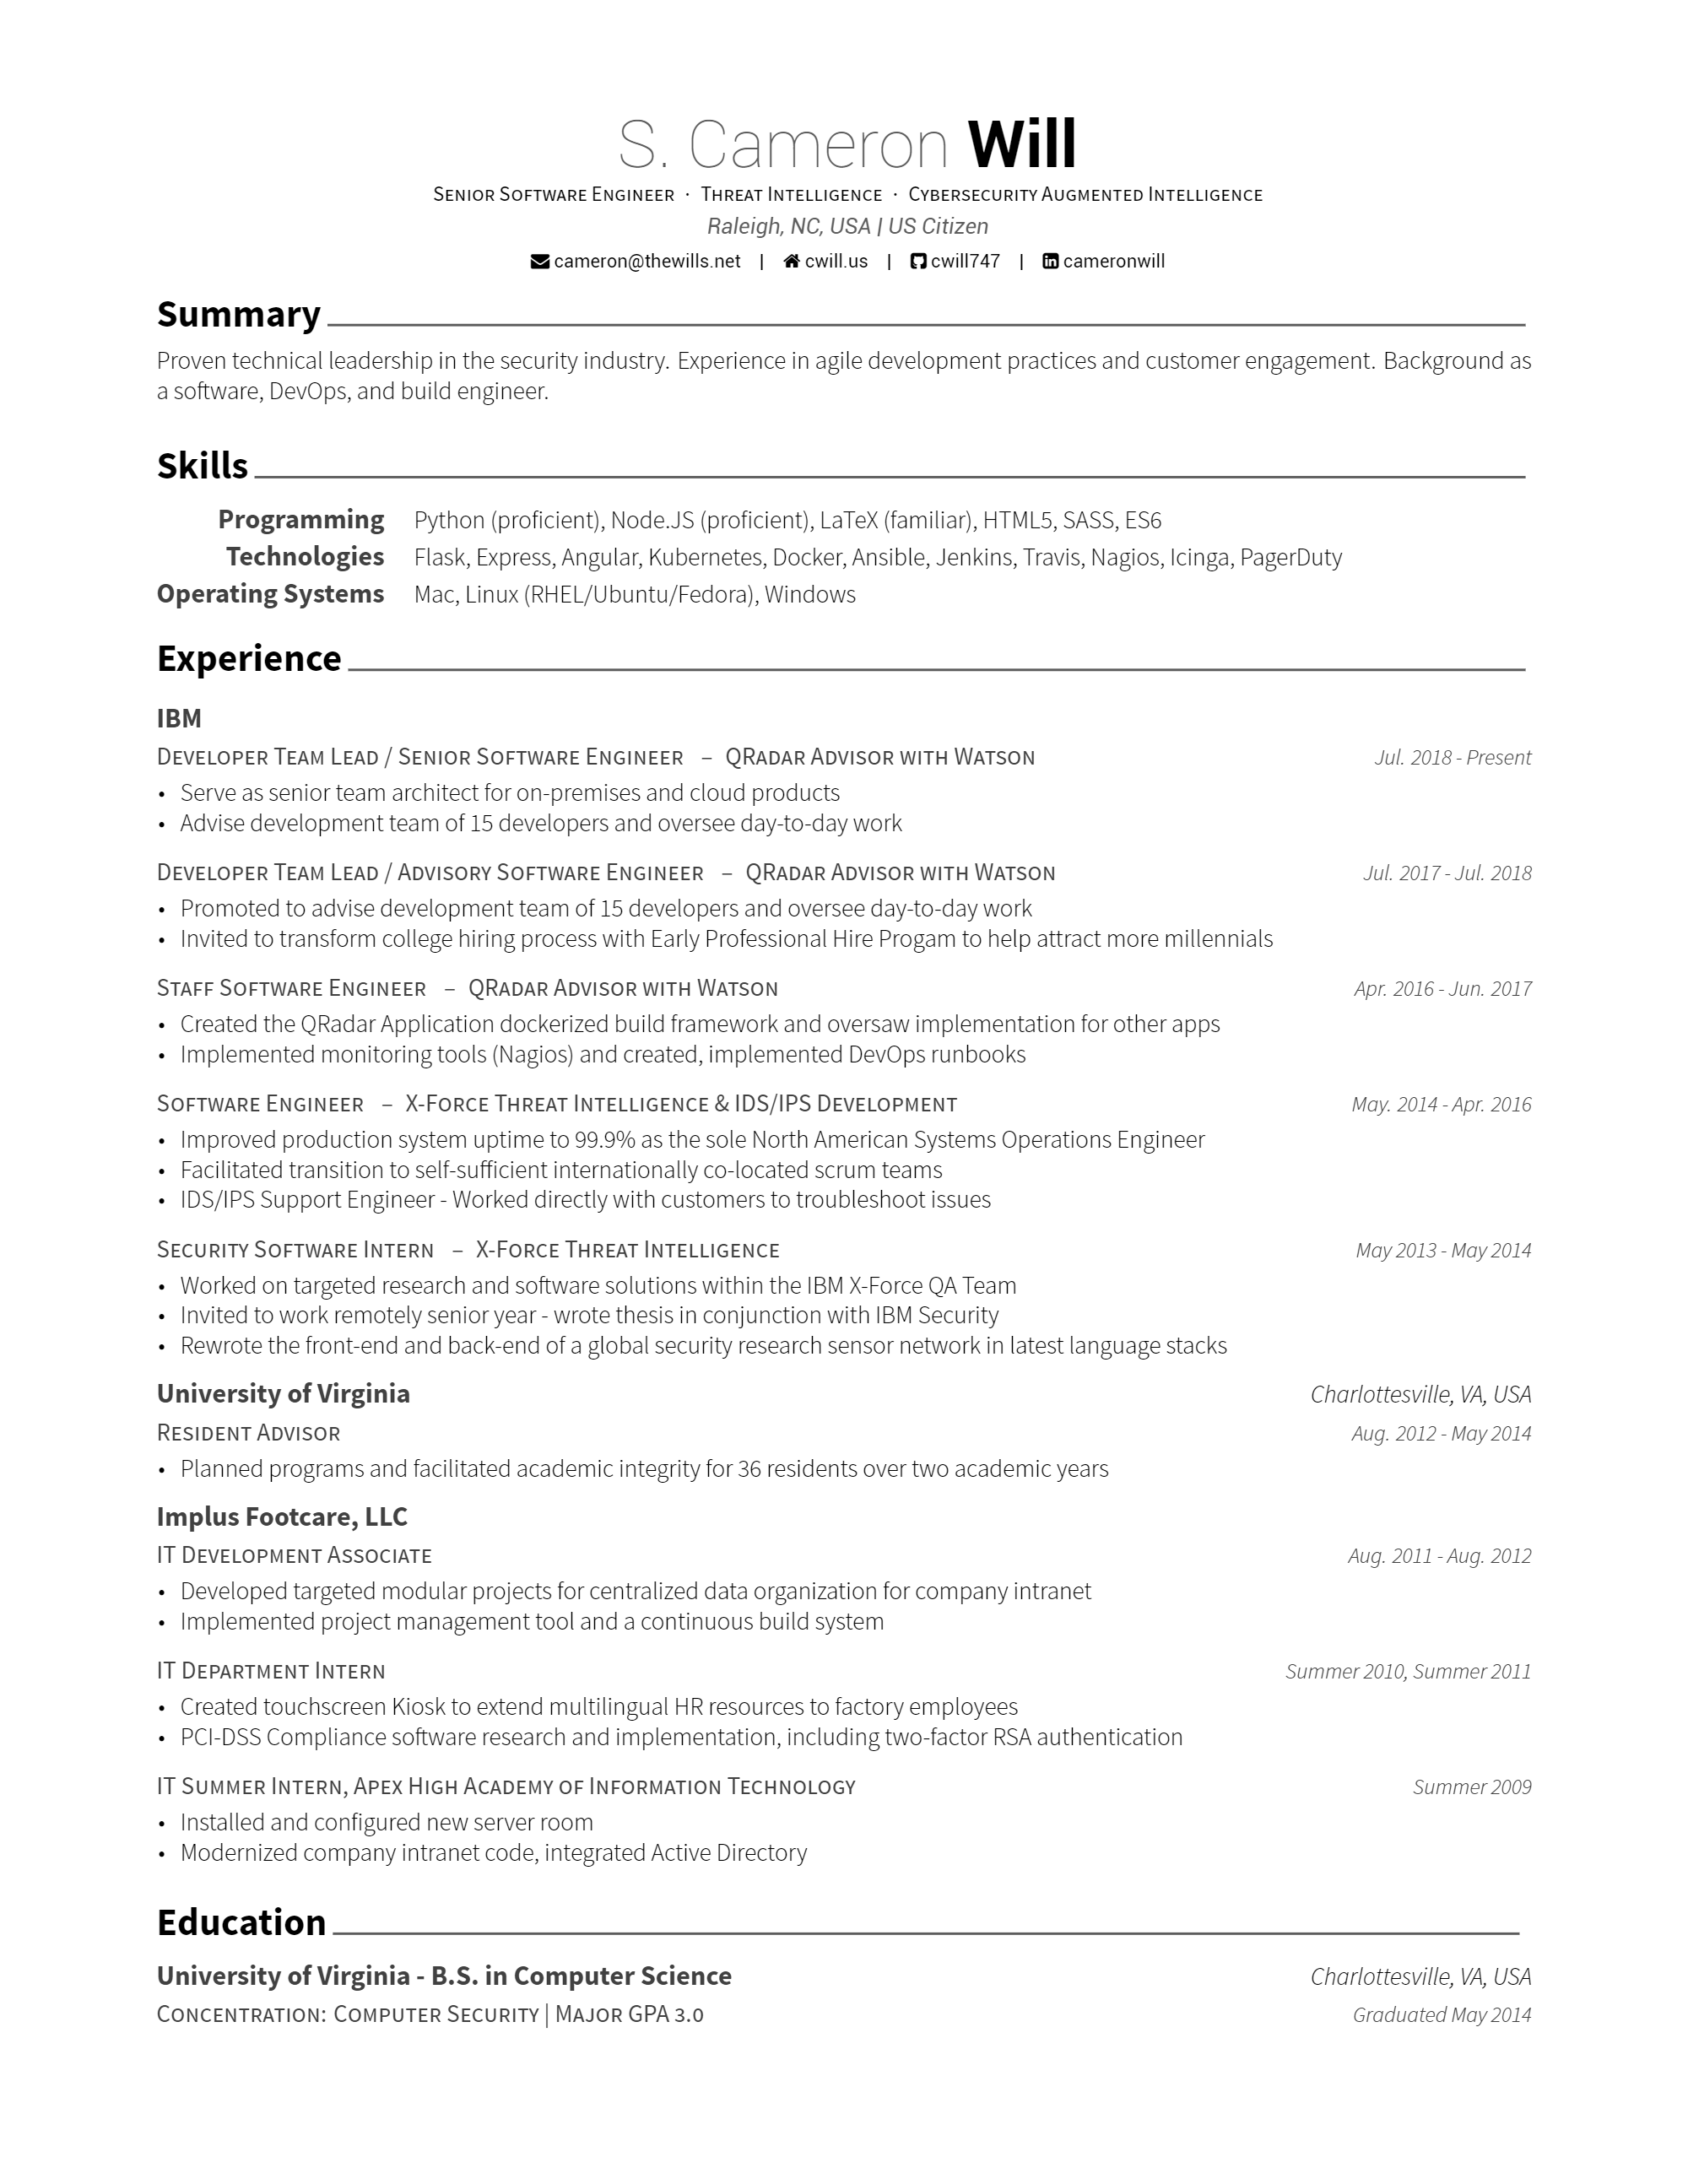 S. Cameron Will
Senior Software Engineer · Threat Intelligence · Cybersecurity Augmented Intelligence
Raleigh, NC, USA | US Citizen
cameron@thewills.net | cwill.us | cwill747 | cameronwill
Summary
Proven technical leadership in the security industry. Experience in agile development practices and customer engagement. Background as
a software, DevOps, and build engineer.
Skills
Programming Python (proficient), Node.JS (proficient), LaTeX (familiar), HTML5, SASS, ES6
Technologies Flask, Express, Angular, Kubernetes, Docker, Ansible, Jenkins, Travis, Nagios, Icinga, PagerDuty
Operating Systems Mac, Linux (RHEL/Ubuntu/Fedora), Windows
Experience
IBM
Developer Team Lead / Senior Software Engineer – QRadar Advisor with Watson Jul. 2018 - Present
• Serve as senior team architect for on-premises and cloud products
• Advise development team of 15 developers and oversee day-to-day work
Developer Team Lead / Advisory Software Engineer – QRadar Advisor with Watson Jul. 2017 - Jul. 2018
• Promoted to advise development team of 15 developers and oversee day-to-day work
• Invited to transform college hiring process with Early Professional Hire Progam to help attract more millennials
Staff Software Engineer – QRadar Advisor with Watson Apr. 2016 - Jun. 2017
• Created the QRadar Application dockerized build framework and oversaw implementation for other apps
• Implemented monitoring tools (Nagios) and created, implemented DevOps runbooks
Software Engineer – X-Force Threat Intelligence & IDS/IPS Development May. 2014 - Apr. 2016
• Improved production system uptime to 99.9% as the sole North American Systems Operations Engineer
• Facilitated transition to self-sufficient internationally co-located scrum teams
• IDS/IPS Support Engineer - Worked directly with customers to troubleshoot issues
Security Software Intern – X-Force Threat Intelligence May 2013 - May 2014
• Worked on targeted research and software solutions within the IBM X-Force QA Team
• Invited to work remotely senior year - wrote thesis in conjunction with IBM Security
• Rewrote the front-end and back-end of a global security research sensor network in latest language stacks
University of Virginia Charlottesville, VA, USA
Resident Advisor Aug. 2012 - May 2014
• Planned programs and facilitated academic integrity for 36 residents over two academic years
Implus Footcare, LLC
IT Development Associate Aug. 2011 - Aug. 2012
• Developed targeted modular projects for centralized data organization for company intranet
• Implemented project management tool and a continuous build system
IT Department Intern Summer 2010, Summer 2011
• Created touchscreen Kiosk to extend multilingual HR resources to factory employees
• PCI-DSS Compliance software research and implementation, including two-factor RSA authentication
IT Summer Intern, Apex High Academy of Information Technology Summer 2009
• Installed and configured new server room
• Modernized company intranet code, integrated Active Directory
Education
University of Virginia - B.S. in Computer Science Charlottesville, VA, USA
Concentration: Computer Security | Major GPA 3.0 Graduated May 2014